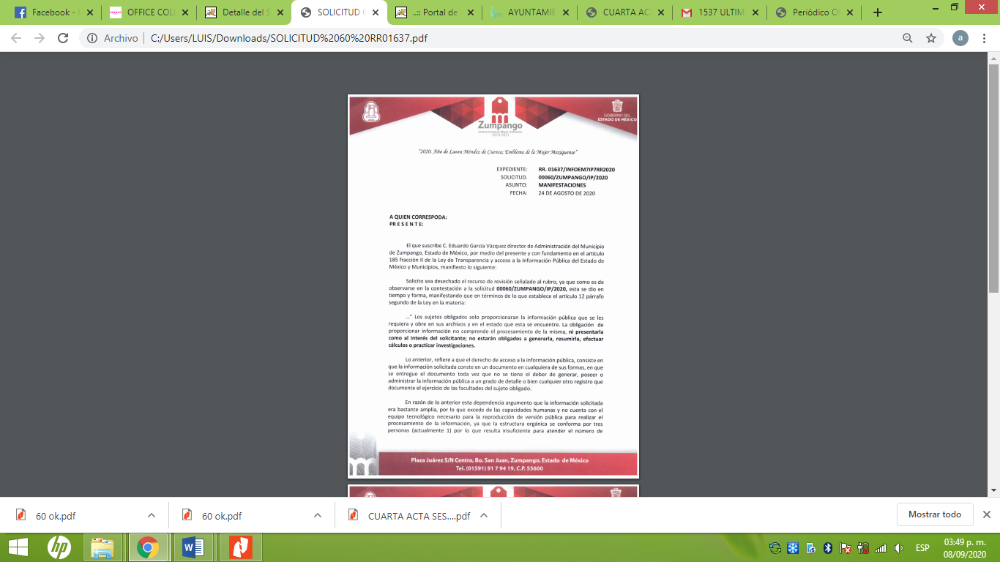 Facebook -
OFFICE COL
Detalle del S
SOLICITUD 6
..:: Portal de
AYUNTAMIE
CUARTA AC
1537 ULTIM
Periódico O
Archivo
C:/Users/LUIS/Downloads/SOLICITUD%2060%20RR01637.pdf
a
GOBIERNO DEL
ESTADO DE MÉXICO
Zumpango
2019-2021
"2020. Año de Laura Méndez de Cuenca; Emblema de la Mujer Mexiquense"
EXPEDIENTE: RR. 01637/INFOEM7IP7RR2020
SOLICITUD. 00060/ZUMPANGO/IP/2020
ASUNTO: MANIFESTACIONES
FECHA: 24 DE AGOSTO DE 2020
A QUIEN CORRESPODA:
P R E S E N T E:
El que suscribe C. Eduardo García Vázquez director de Administración del Municipio
de Zumpango, Estado de México, por medio del presente y con fundamento en el artículo
185 fracción II de la Ley de Transparencia y acceso a la Información Pública del Estado de
México y Municipios, manifiesto lo siguiente:
Solicito sea desechado el recurso de revisión señalado al rubro, ya que como es de
observarse en la contestación a la solicitud 00060/ZUMPANGO/IP/2020, esta se dio en
tiempo y forma, manifestando que en términos de lo que establece el artículo 12 párrafo
segundo de la Ley en la materia:
..." Los sujetos obligados solo proporcionaran la información pública que se les
requiera y obre en sus archivos y en el estado que esta se encuentre. La obligación de
proporcionar información no comprende el procesamiento de la misma, ni presentarla
como al interés del solicitante; no estarán obligados a generarla, resumirla, efectuar
cálculos o practicar investigaciones.
Lo anterior, refiere a que el derecho de acceso a la información pública, consiste en
que la información solicitada conste en un documento en cualquiera de sus formas, en que
se entregue el documento toda vez que no se tiene el deber de generar, poseer o
administrar la información pública a un grado de detalle o bien cualquier otro registro que
documente el ejercicio de las facultades del sujeto obligado.
En razón de lo anterior esta dependencia argumento que la información solicitada
era bastante amplia, por lo que excede de las capacidades humanas y no cuenta con el
equipo tecnológico necesario para la reproducción de versión pública para realizar el
procesamiento de la información, ya que la estructura orgánica se conforma por tres
personas (actualmente 1) por lo que resulta insuficiente para atender el número de
Plaza Juárez S/N Centro, Bo. San Juan, Zumpango, Estado de México
Tel. (01591) 91 7 94 19, C.P. 55600
60 ok.pdf
60 ok.pdf
CUARTA ACTA SES....pdf
Mostrar todo
hp
ESP
03:49 p. m.
08/09/2020